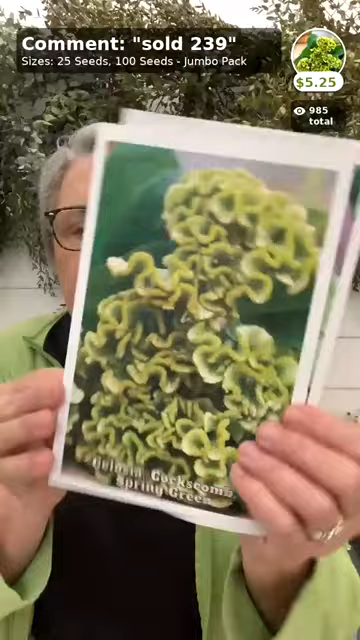 Comment: "sold 239"
Sizes: 25 Seeds, 100 Seeds - Jumbo Pack
$5.25
985
total
Cockscomb
Spring Green